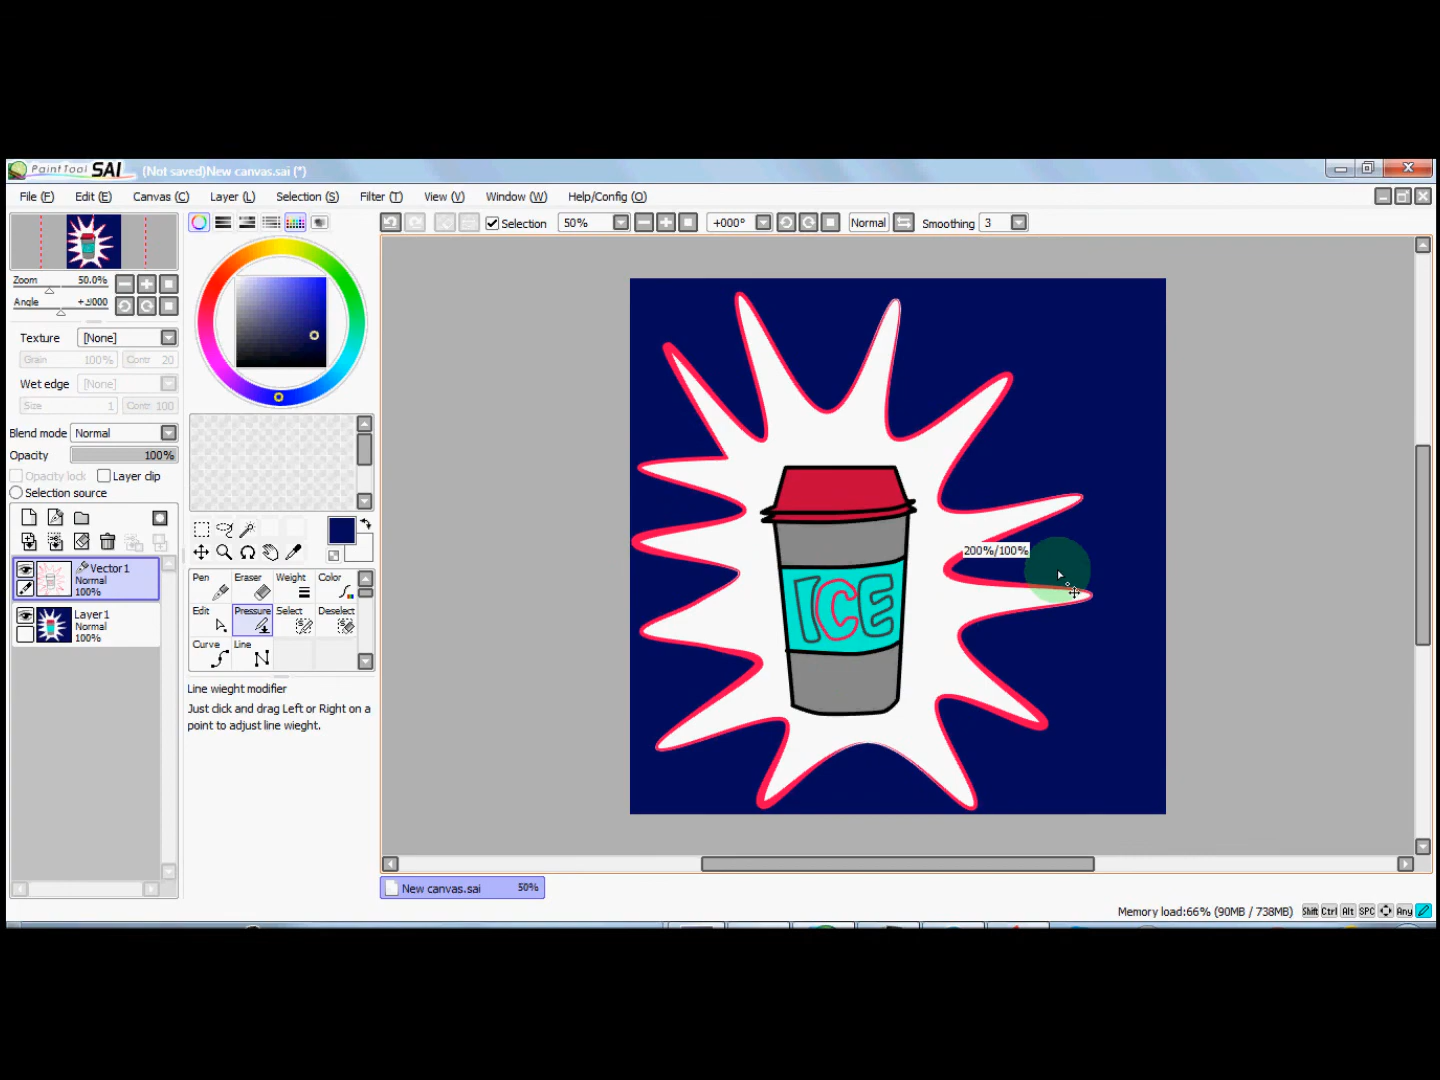 PaintTool SAI (Not saved)New canvas.sai (*)
File (F) Edit (E) Canvas (C) Layer (L) Selection (S) Filter (T) View (V) Window (W) Help/Config (O)
Selection 50% +000° Normal Smoothing 3
Zoom 50.0%
Angle
Texture [None]
Grain 100% Contr 20
Wet edge [None]
Size 1 Contr 100
Blend mode Normal
Opacity 100%
Opacity lock Layer clip
Selection source
Vector1
Normal
100%
Layer1
Normal
100%
Pen Eraser Weight Color
Edit Pressure Select Deselect
Curve Line
Line wieght modifier
Just click and drag Left or Right on a
point to adjust line wieght.
200%/100%
ICE
New canvas.sai 50%
Memory load:66% (90MB / 738MB) Shift Ctrl Alt SPC Any